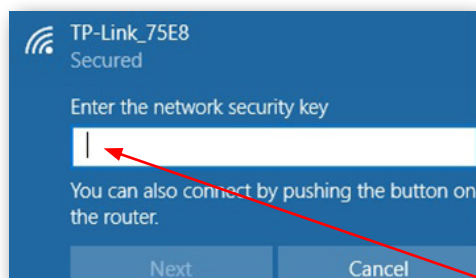 TP-Link_75E8
Secured
Enter the network security key
You can also connect by pushing the button on
the router.
Next Cancel